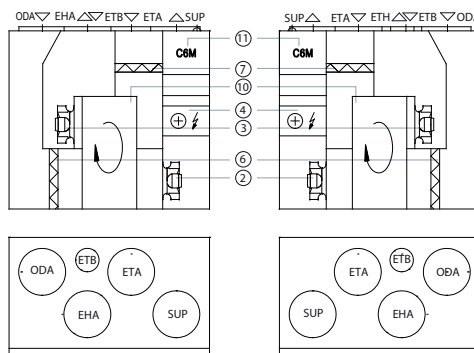 ODA EHA ETB ETA SUP
SUP ETA ETH ETB ODA
11
C6M C6M
7
10
4
3
6
2
ETB ETB
ODA ETA ETA ODA
EHA SUP SUP EHA